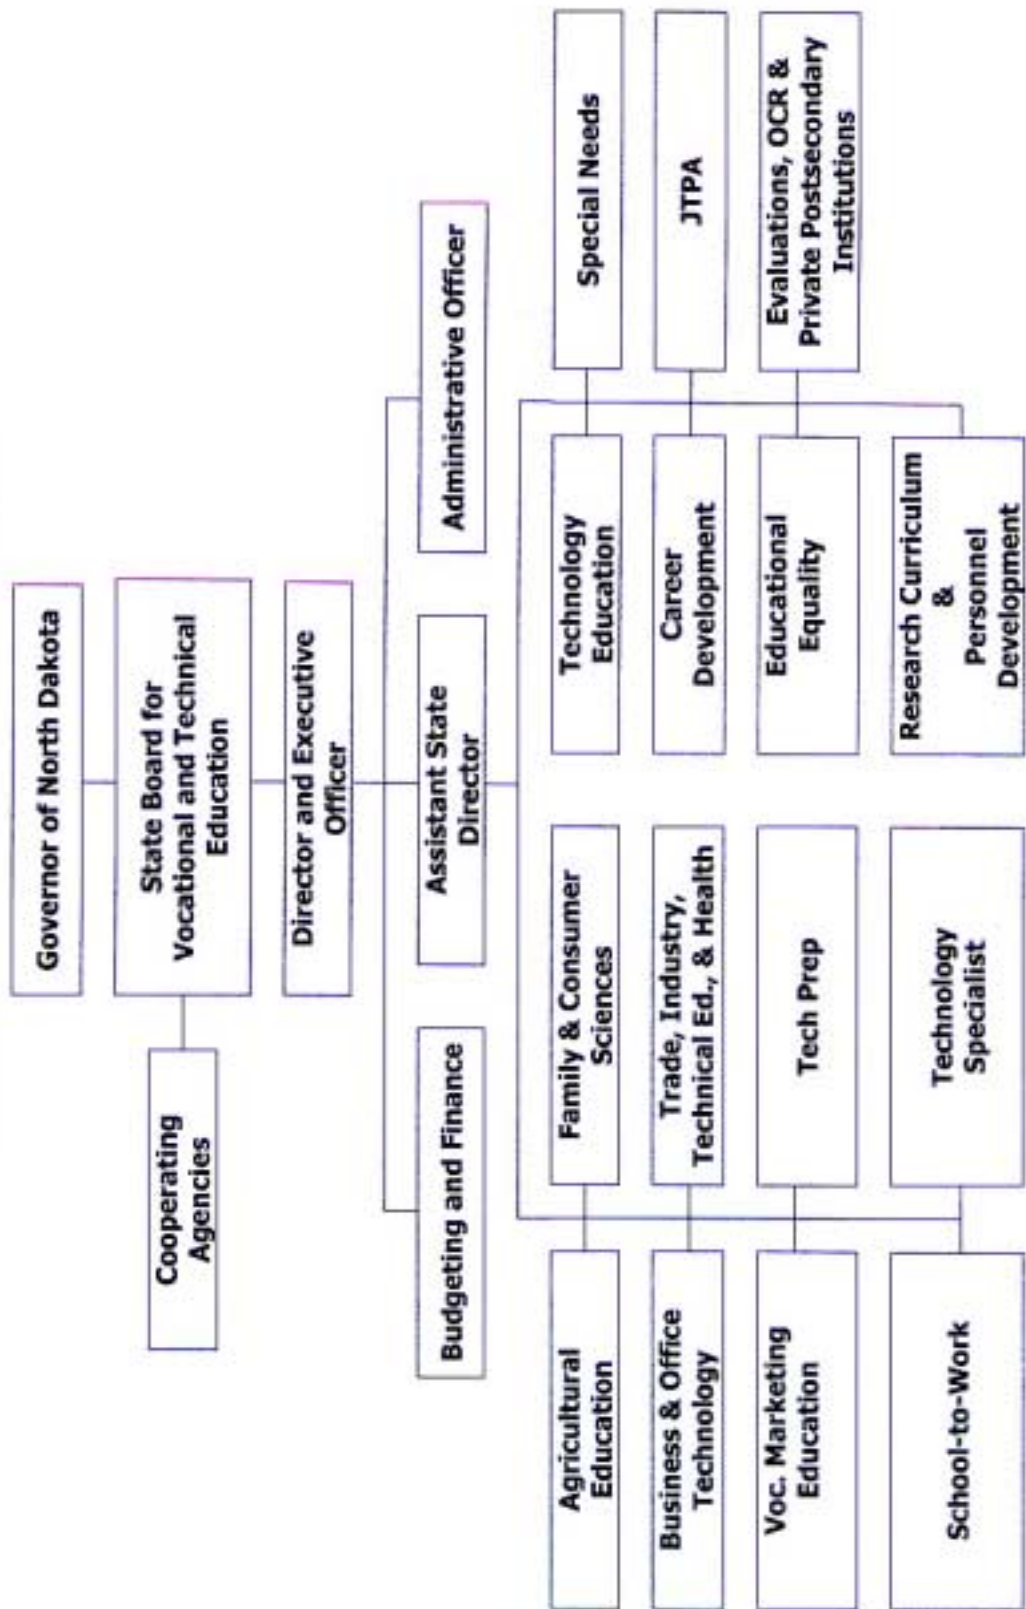 Governor of North Dakota
State Board for
Vocational and Technical
Education
Cooperating
Agencies
Director and Executive
Officer
Budgeting and Finance
Assistant State
Director
Administrative Officer
Agricultural
Education
Family & Consumer
Sciences
Technology
Education
Special Needs
Business & Office
Technology
Trade, Industry,
Technical Ed., & Health
Career
Development
JTPA
Voc. Marketing
Education
Tech Prep
Educational
Equality
Evaluations, OCR &
Private Postsecondary
Institutions
School-to-Work
Technology
Specialist
Research Curriculum
&
Personnel
Development